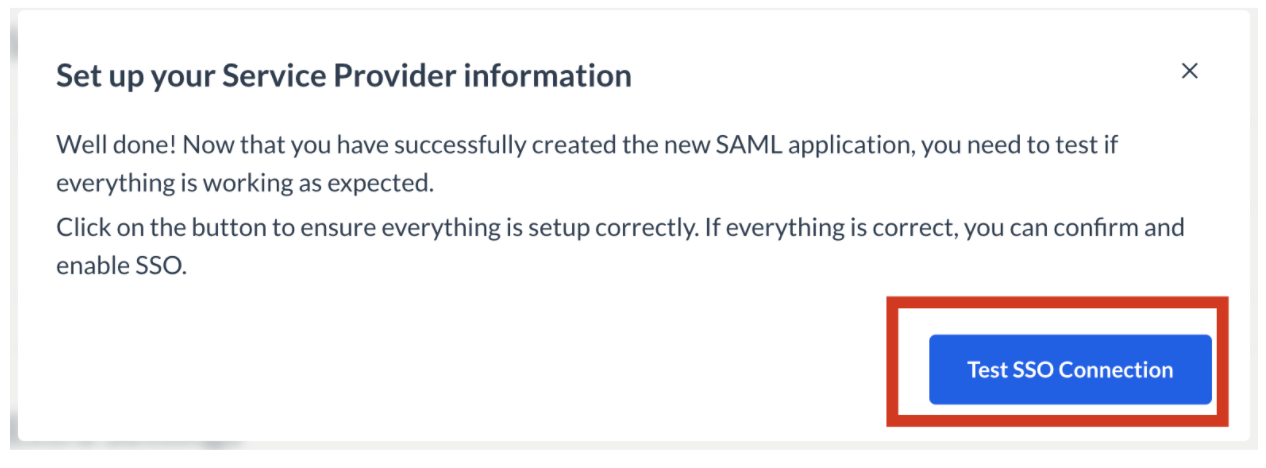 Set up your Service Provider information
Well done! Now that you have successfully created the new SAML application, you need to test if
everything is working as expected.
Click on the button to ensure everything is setup correctly. If everything is correct, you can confirm and
enable SSO.
Test SSO Connection